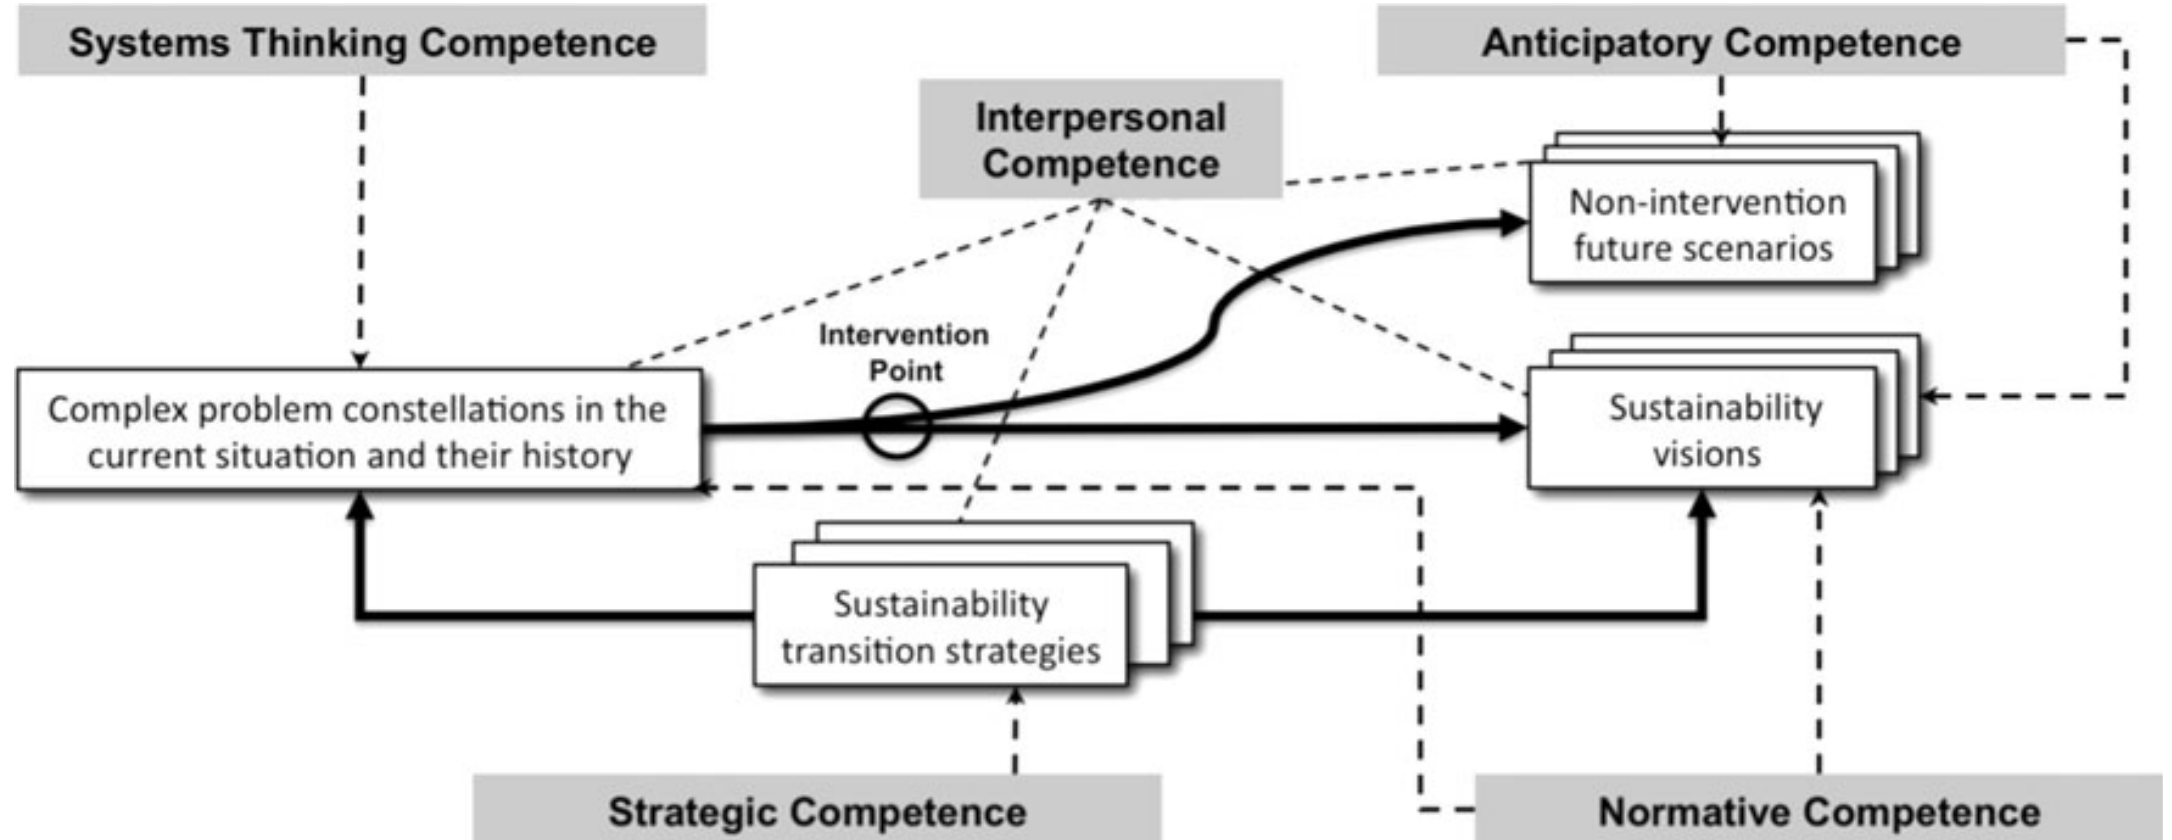 Systems Thinking Competence
Anticipatory Competence
Interpersonal
Competence
Non-intervention
future scenarios
Intervention
Point
Complex problem constellations in the
current situation and their history
Sustainability
visions
Sustainability
transition strategies
Strategic Competence
Normative Competence